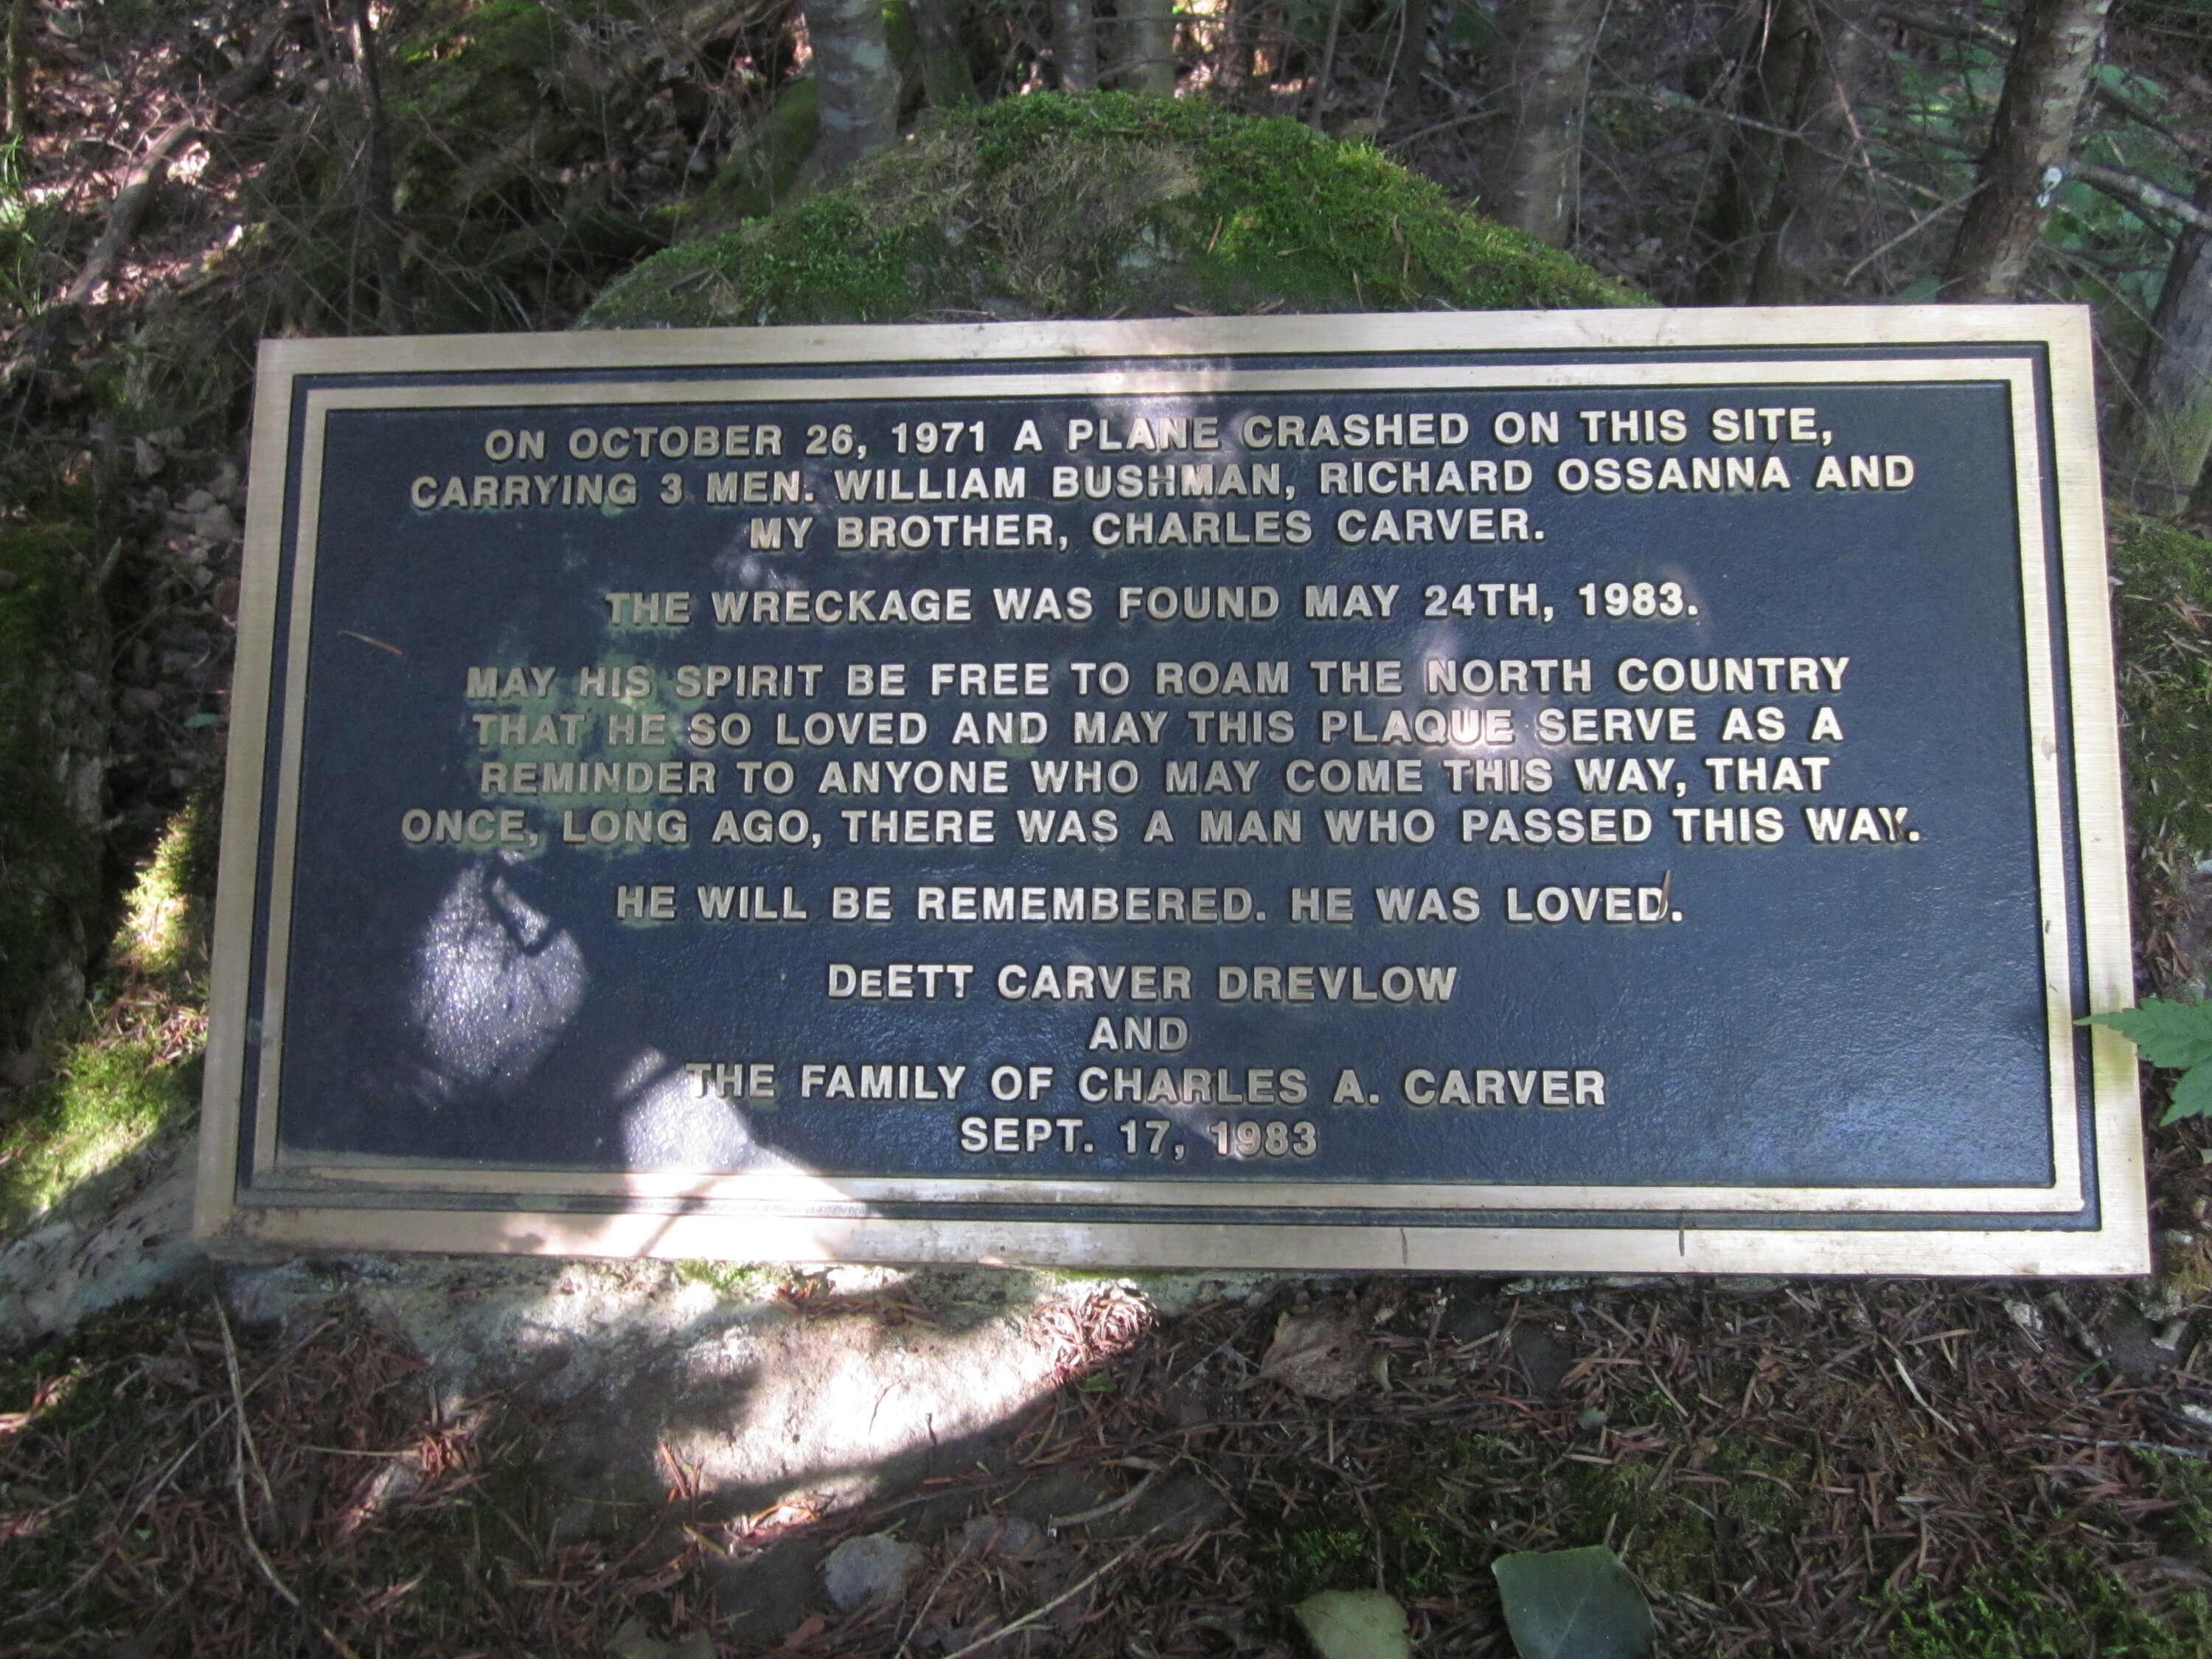 ON OCTOBER 26, 1971 A PLANE CRASHED ON THIS SITE,
CARRYING 3 MEN. WILLIAM BUSHMAN, RICHARD OSSANNA AND
MY BROTHER, CHARLES CARVER.
THE WRECKAGE WAS FOUND MAY 24TH, 1983.
MAY HIS SPIRIT BE FREE TO ROAM THE NORTH COUNTRY
THAT HE SO LOVED AND MAY THIS PLAQUE SERVE AS A
REMINDER TO ANYONE WHO MAY COME THIS WAY, THAT
ONCE, LONG AGO, THERE WAS A MAN WHO PASSED THIS WAY.
HE WILL BE REMEMBERED. HE WAS LOVED.
DeETT CARVER DREVLOW
AND
THE FAMILY OF CHARLES A. CARVER
SEPT. 17, 1983